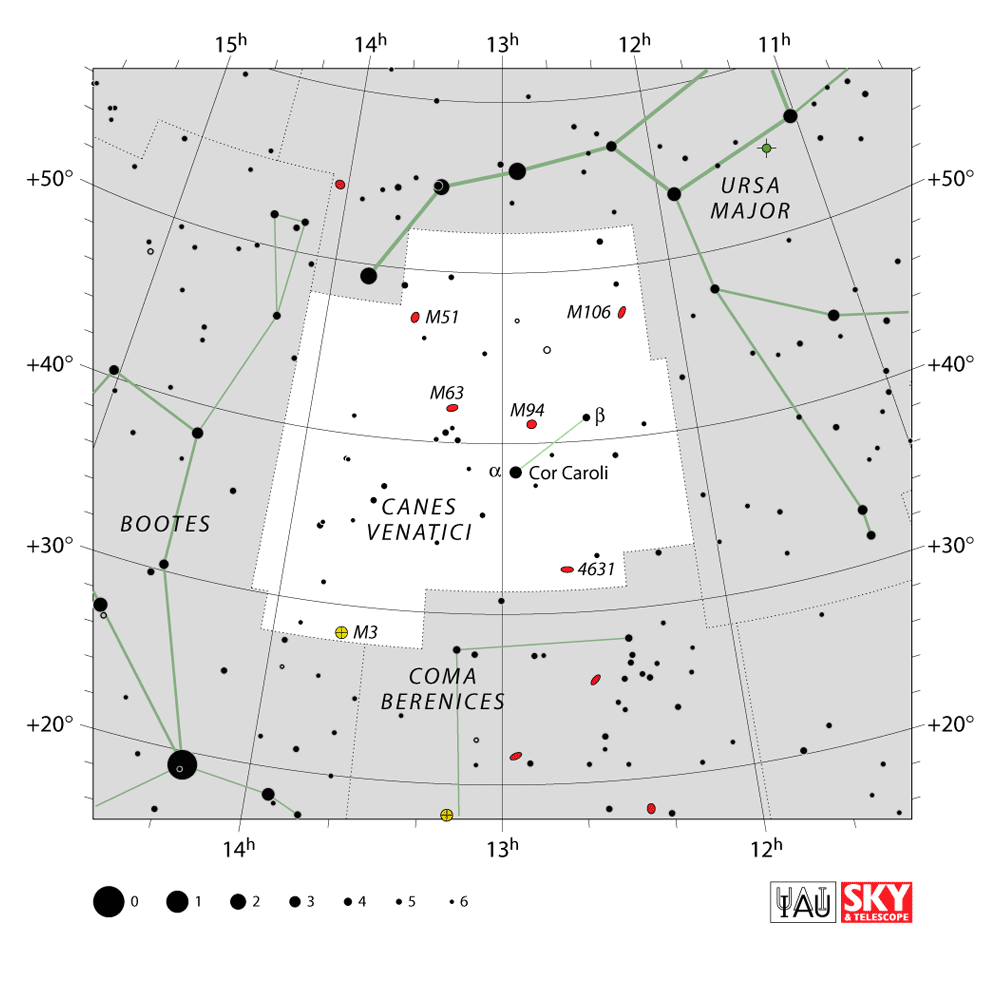 15h 14h 13h 12h 11h
+50° +50°
URSA
MAJOR
M51 M106
+40° +40°
M63
M94
β
α Cor Caroli
CANES
VENATICI
BOOTES
+30° +30°
4631
M3
COMA
BERENICES
+20° +20°
14h 13h 12h
0 1 2 3 4 5 6
IAU
SKY
& TELESCOPE